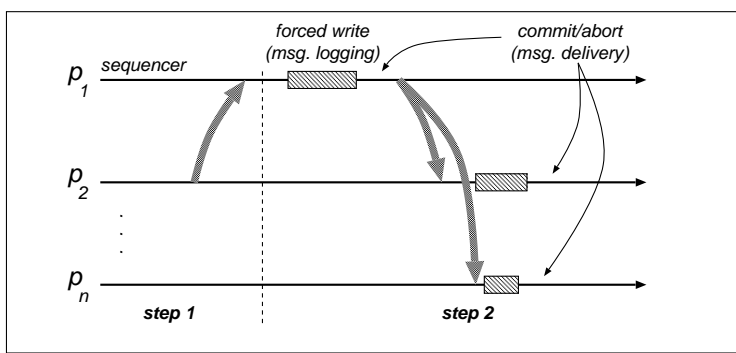 forced write
(msg. logging)
commit/abort
(msg. delivery)
p1 sequencer
p2
.
.
.
pn
step 1
step 2